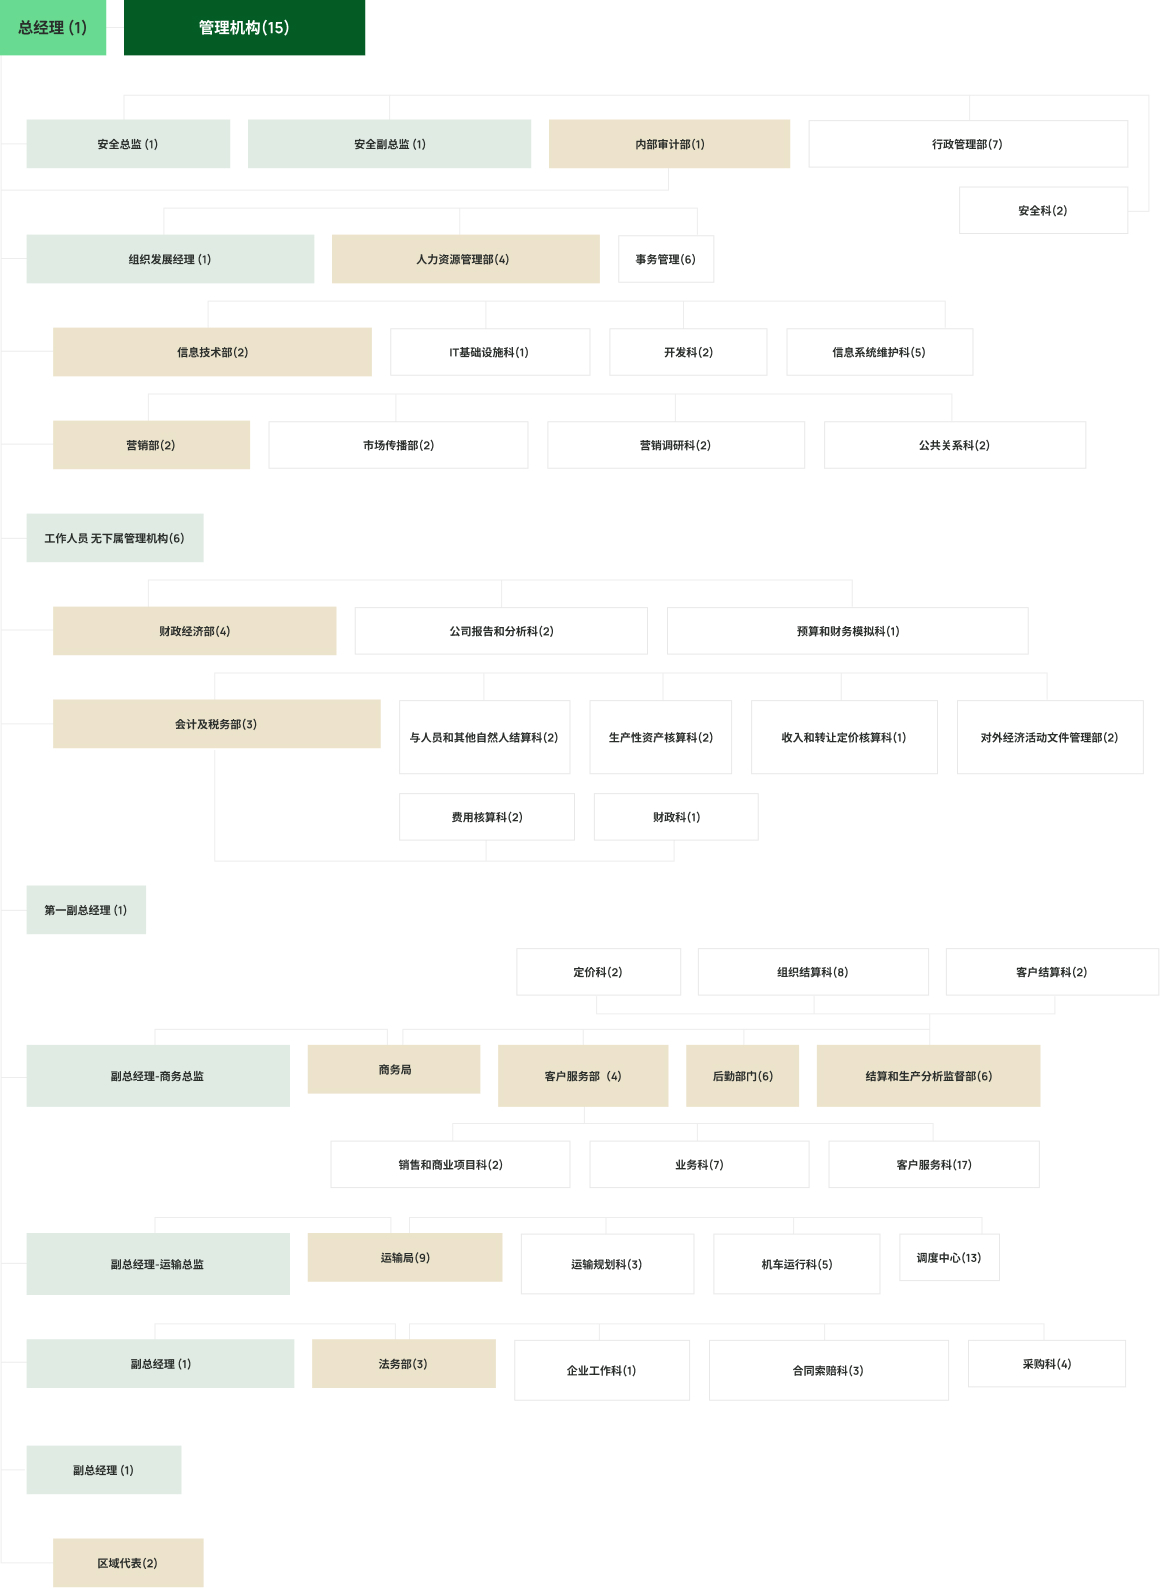 总经理 (1)
管理机构(15)
安全总监 (1)
安全副总监 (1)
内部审计部(1)
行政管理部(7)
安全科(2)
组织发展经理 (1)
人力资源管理部(4)
事务管理(6)
信息技术部(2)
IT基础设施科(1)
开发科(2)
信息系统维护科(5)
营销部(2)
市场传播部(2)
营销调研科(2)
公共关系科(2)
工作人员 无下属管理机构(6)
财政经济部(4)
公司报告和分析科(2)
预算和财务模拟科(1)
会计及税务部(3)
与人员和其他自然人结算科(2)
生产性资产核算科(2)
收入和转让定价核算科(1)
对外经济活动文件管理部(2)
费用核算科(2)
财政科(1)
第一副总经理 (1)
定价科(2)
组织结算科(8)
客户结算科(2)
副总经理-商务总监
商务局
客户服务部（4)
后勤部门(6)
结算和生产分析监督部(6)
销售和商业项目科(2)
业务科(7)
客户服务科(17)
副总经理-运输总监
运输局(9)
运输规划科(3)
机车运行科(5)
调度中心(13)
副总经理 (1)
法务部(3)
企业工作科(1)
合同索赔科(3)
采购科(4)
副总经理 (1)
区域代表(2)